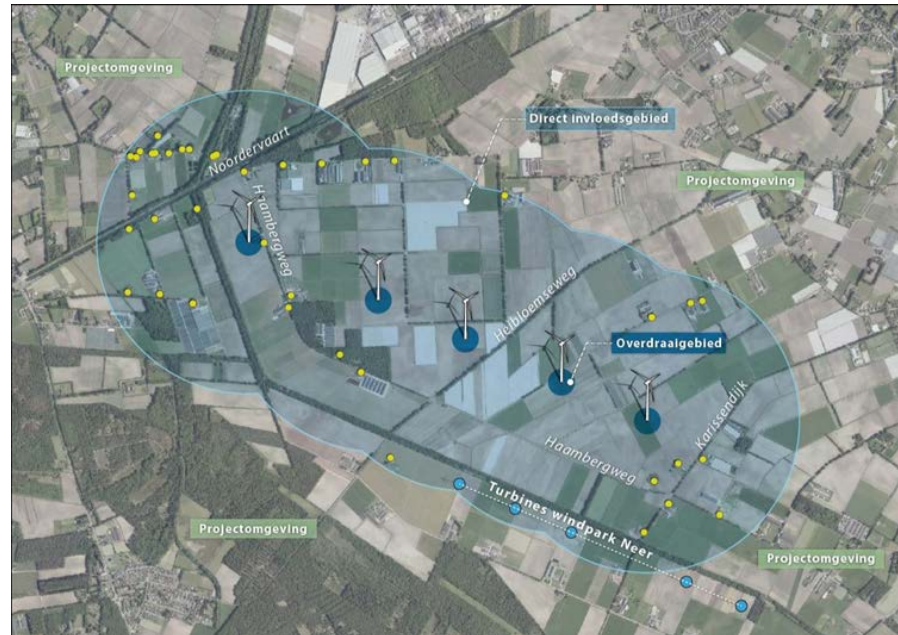 Projectomgeving
Direct invloedsgebied
Noordervaart
Projectomgeving
Haambergweg
Helbloemseweg
Overdraaigebied
Karissendijk
Haambergweg
Turbines windpark Neer
Projectomgeving
Projectomgeving